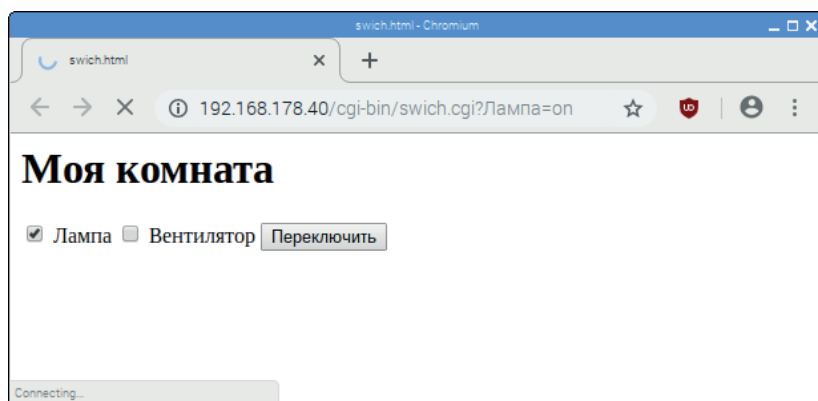 swich.html - Chromium
swich.html
192.168.178.40/cgi-bin/swich.cgi?Лампа=on
Моя комната
Лампа Вентилятор Переключить
Connecting...